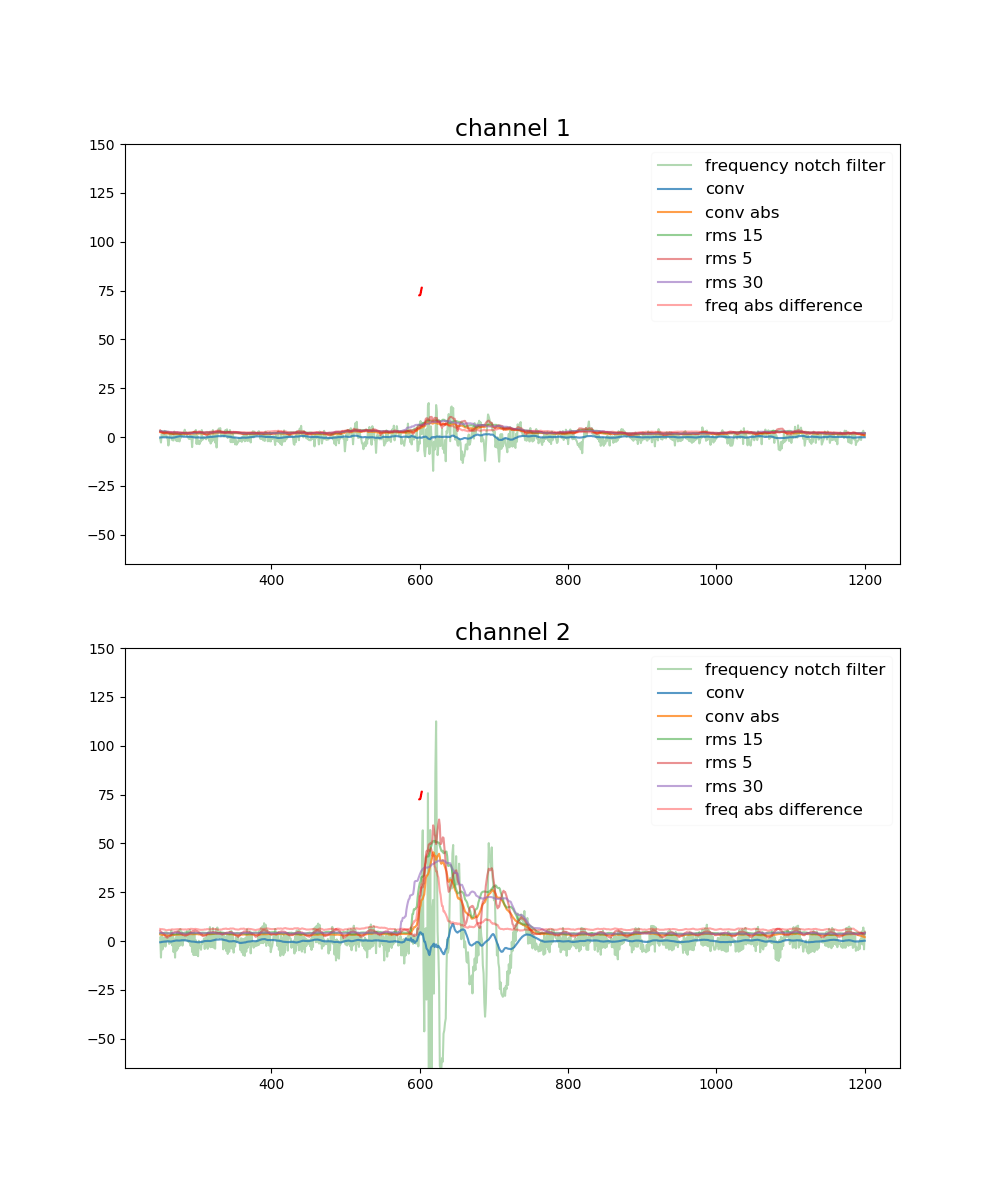 channel 1
150
125
100
75
50
25
0
−25
−50
frequency notch filter
conv
conv abs
rms 15
rms 5
rms 30
freq abs difference
J
400 600 800 1000 1200
channel 2
150
125
100
75
50
25
0
−25
−50
frequency notch filter
conv
conv abs
rms 15
rms 5
rms 30
freq abs difference
J
400 600 800 1000 1200